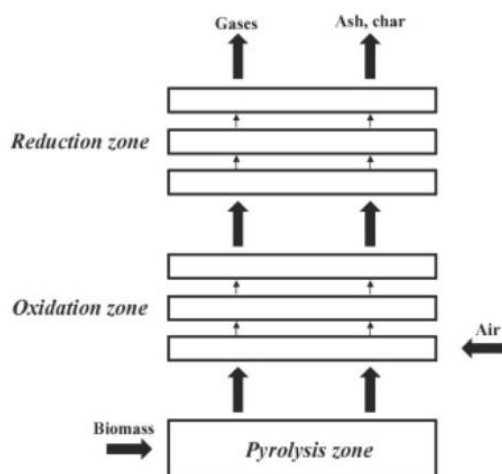 Gases
Ash, char
Reduction zone
Oxidation zone
Air
Biomass
Pyrolysis zone